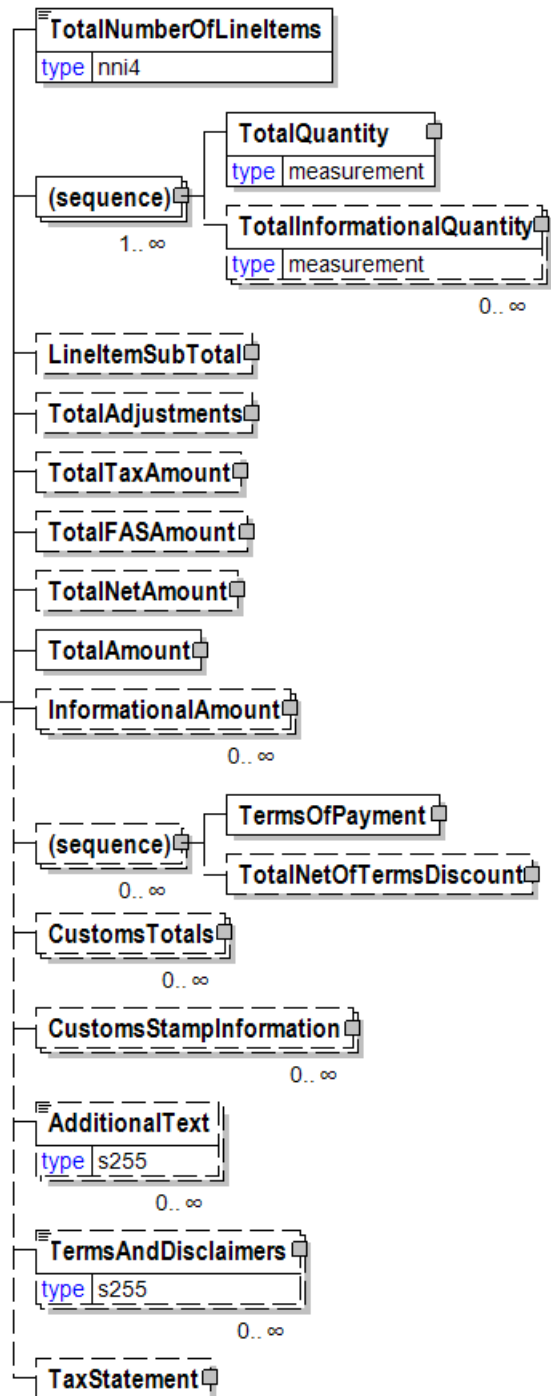 TotalNumberOfLineItems
type nni4
TotalQuantity
type measurement
(sequence)
1.. ∞
TotalInformationalQuantity
type measurement
0.. ∞
LineItemSubTotal
TotalAdjustments
TotalTaxAmount
TotalFASAmount
TotalNetAmount
TotalAmount
InformationalAmount
0.. ∞
TermsOfPayment
(sequence)
0.. ∞
TotalNetOfTermsDiscount
CustomsTotals
0.. ∞
CustomsStampInformation
0.. ∞
AdditionalText
type s255
0.. ∞
TermsAndDisclaimers
type s255
0.. ∞
TaxStatement